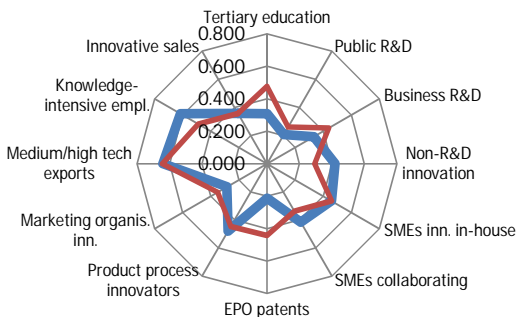 Tertiary education
0.800
0.600
0.400
0.200
0.000
Public R&D
Business R&D
Non-R&D
innovation
SMEs inn. in-house
SMEs collaborating
EPO patents
Product process
innovators
Marketing organis.
inn.
Medium/high tech
exports
Knowledge-
intensive empl.
Innovative sales